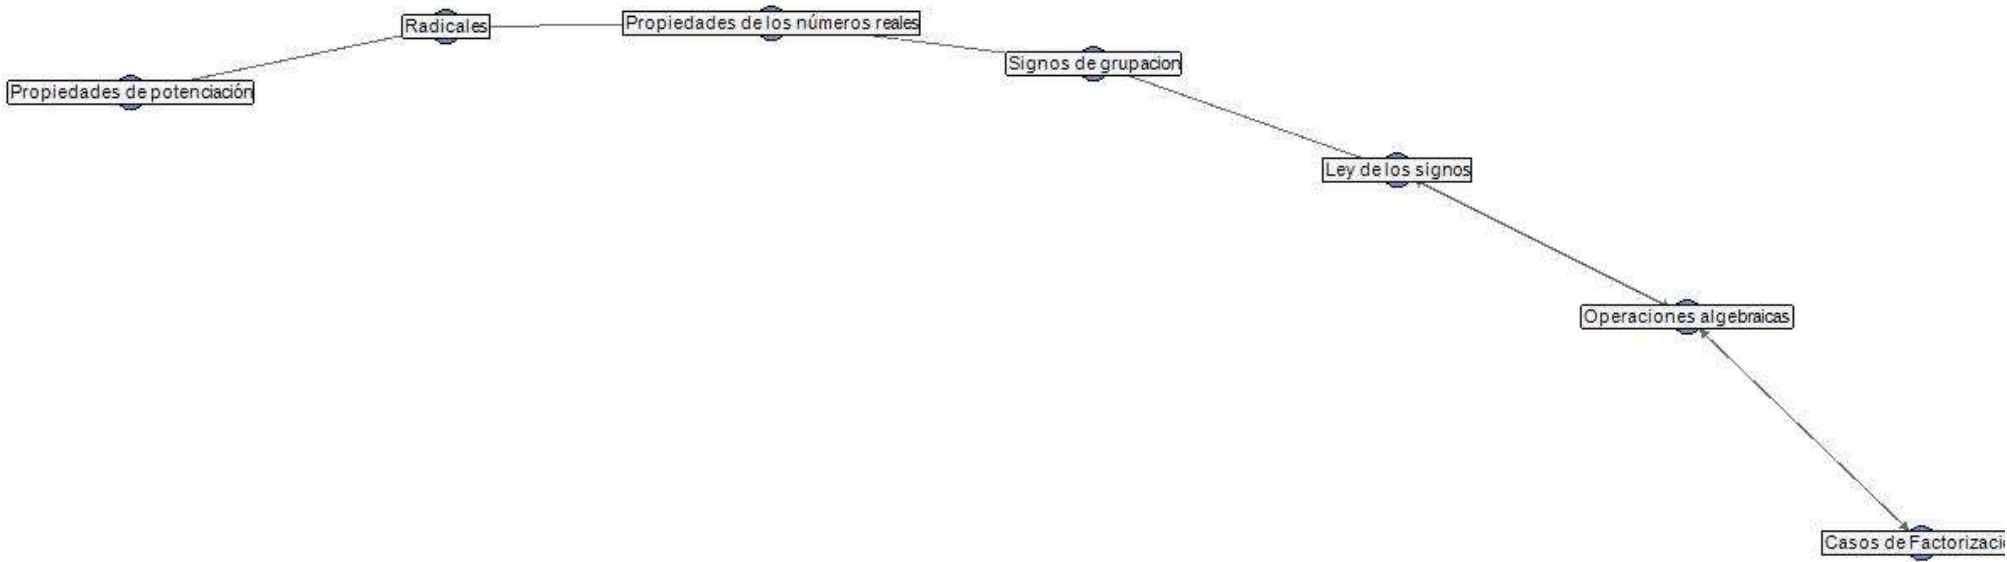 Propiedades de potenciación
Radicales
Propiedades de los números reales
Signos de grupacion
Ley de los signos
Operaciones algebraicas
Casos de Factorizaci